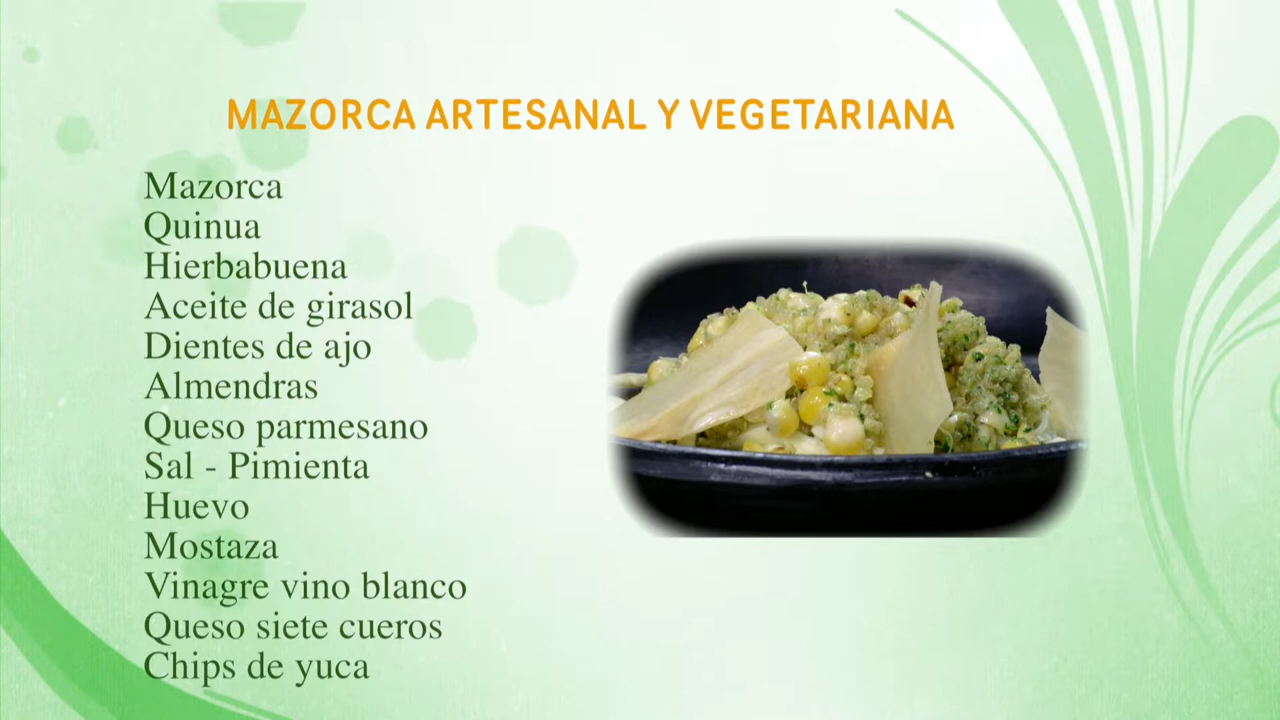 MAZORCA ARTESANAL Y VEGETARIANA
Mazorca
Quinua
Hierbabuena
Aceite de girasol
Dientes de ajo
Almendras
Queso parmesano
Sal - Pimienta
Huevo
Mostaza
Vinagre vino blanco
Queso siete cueros
Chips de yuca